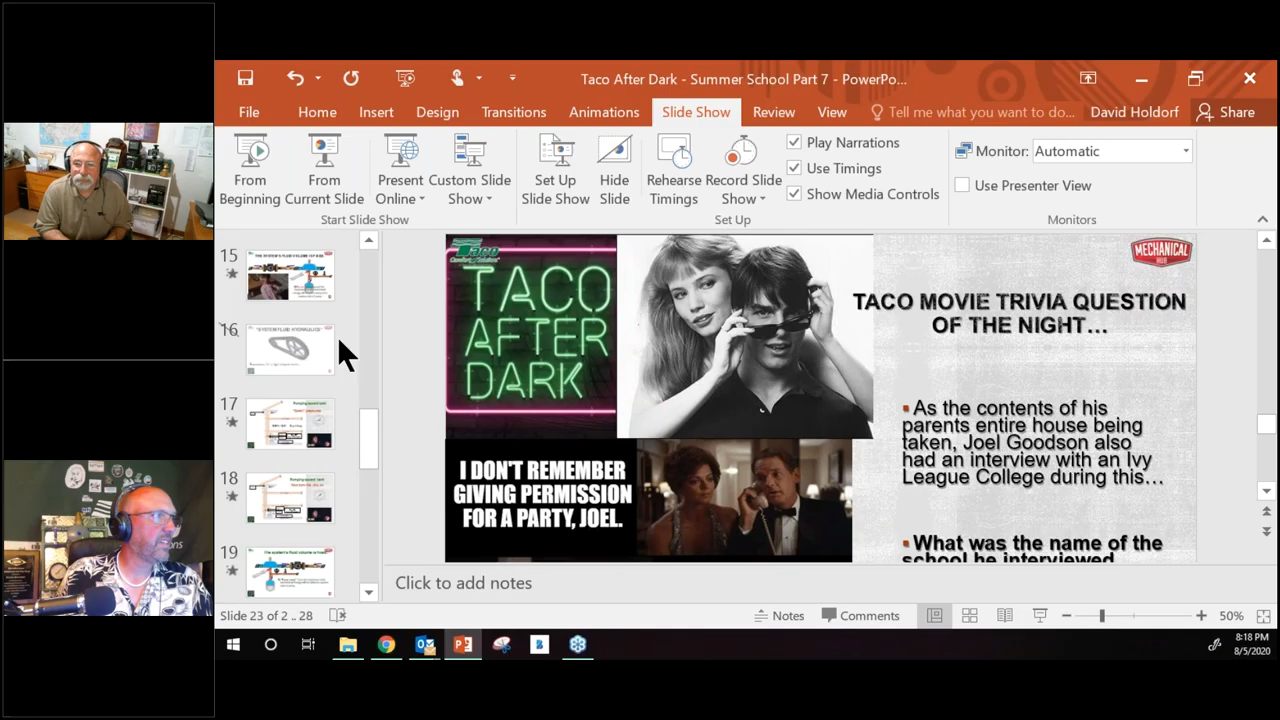 Taco After Dark - Summer School Part 7 - PowerPo...
File Home Insert Design Transitions Animations Slide Show Review View Tell me what you want to do... David Holdorf Share
From Beginning
From Current Slide
Present Online
Custom Slide Show
Start Slide Show
Set Up Slide Show
Hide Slide
Rehearse Timings
Record Slide Show
Play Narrations
Use Timings
Show Media Controls
Set Up
Monitor: Automatic
Use Presenter View
Monitors
15
16
17
18
19
Taco
TACO
AFTER
DARK
MECHANICAL
HUB
TACO MOVIE TRIVIA QUESTION
OF THE NIGHT...
As the contents of his
parents entire house being
taken, Joel Goodson also
had an interview with an Ivy
League College during this...
What was the name of the
school he interviewed
I DON'T REMEMBER
GIVING PERMISSION
FOR A PARTY, JOEL.
Click to add notes
Slide 23 of 2 .. 28
Notes Comments 50%
8:18 PM
8/5/2020